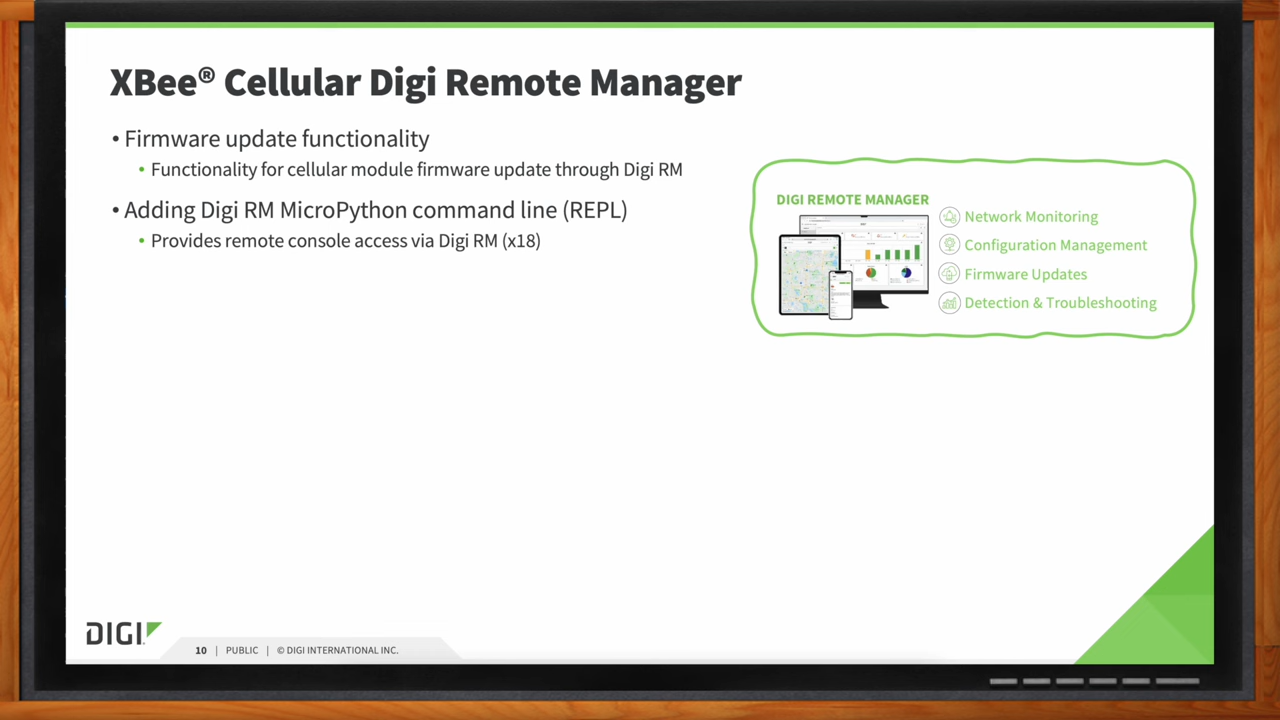 XBee® Cellular Digi Remote Manager
• Firmware update functionality
• Functionality for cellular module firmware update through Digi RM
• Adding Digi RM MicroPython command line (REPL)
• Provides remote console access via Digi RM (x18)
DIGI REMOTE MANAGER
Network Monitoring
Configuration Management
Firmware Updates
Detection & Troubleshooting
DIGI
10 | PUBLIC | © DIGI INTERNATIONAL INC.